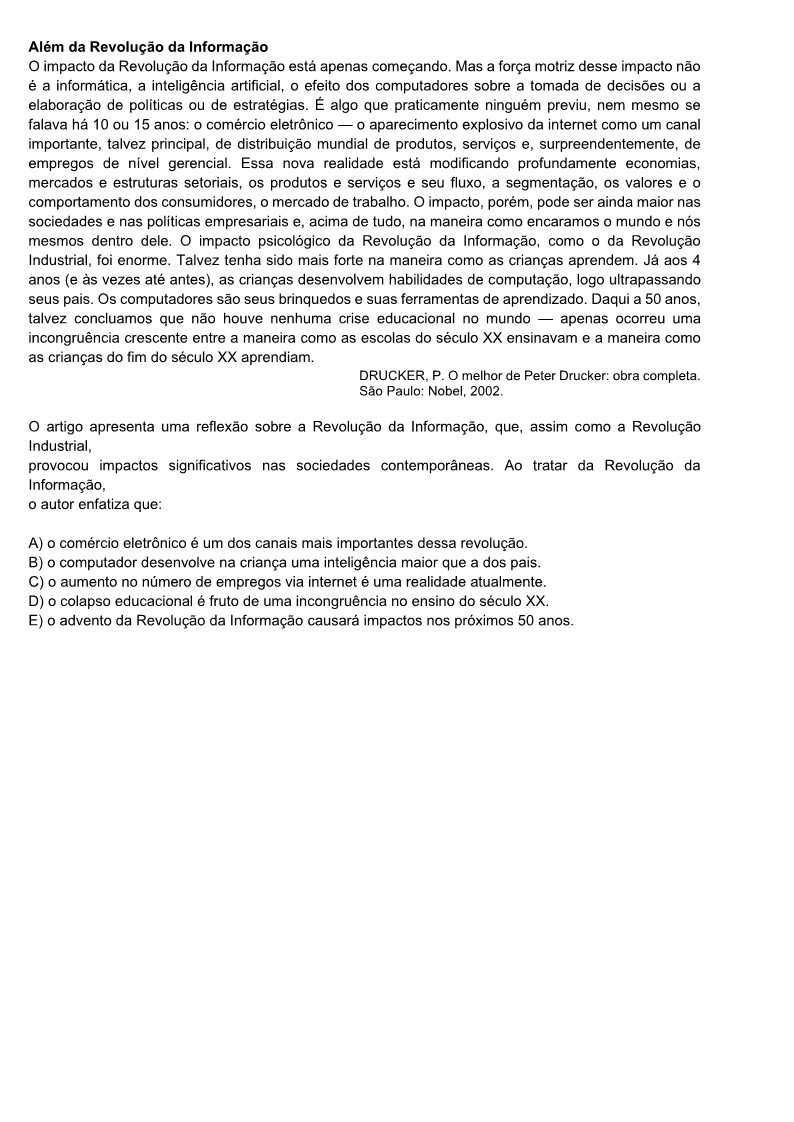 Além da Revolução da Informação
O impacto da Revolução da Informação está apenas começando. Mas a força motriz desse impacto não
é a informática, a inteligência artificial, o efeito dos computadores sobre a tomada de decisões ou a
elaboração de políticas ou de estratégias. É algo que praticamente ninguém previu, nem mesmo se
falava há 10 ou 15 anos: o comércio eletrônico — o aparecimento explosivo da internet como um canal
importante, talvez principal, de distribuição mundial de produtos, serviços e, surpreendentemente, de
empregos de nível gerencial. Essa nova realidade está modificando profundamente economias,
mercados e estruturas setoriais, os produtos e serviços e seu fluxo, a segmentação, os valores e o
comportamento dos consumidores, o mercado de trabalho. O impacto, porém, pode ser ainda maior nas
sociedades e nas políticas empresariais e, acima de tudo, na maneira como encaramos o mundo e nós
mesmos dentro dele. O impacto psicológico da Revolução da Informação, como o da Revolução
Industrial, foi enorme. Talvez tenha sido mais forte na maneira como as crianças aprendem. Já aos 4
anos (e às vezes até antes), as crianças desenvolvem habilidades de computação, logo ultrapassando
seus pais. Os computadores são seus brinquedos e suas ferramentas de aprendizado. Daqui a 50 anos,
talvez concluamos que não houve nenhuma crise educacional no mundo — apenas ocorreu uma
incongruência crescente entre a maneira como as escolas do século XX ensinavam e a maneira como
as crianças do fim do século XX aprendiam.
DRUCKER, P. O melhor de Peter Drucker: obra completa.
São Paulo: Nobel, 2002.
O artigo apresenta uma reflexão sobre a Revolução da Informação, que, assim como a Revolução
Industrial,
provocou impactos significativos nas sociedades contemporâneas. Ao tratar da Revolução da
Informação,
o autor enfatiza que:
A) o comércio eletrônico é um dos canais mais importantes dessa revolução.
B) o computador desenvolve na criança uma inteligência maior que a dos pais.
C) o aumento no número de empregos via internet é uma realidade atualmente.
D) o colapso educacional é fruto de uma incongruência no ensino do século XX.
E) o advento da Revolução da Informação causará impactos nos próximos 50 anos.